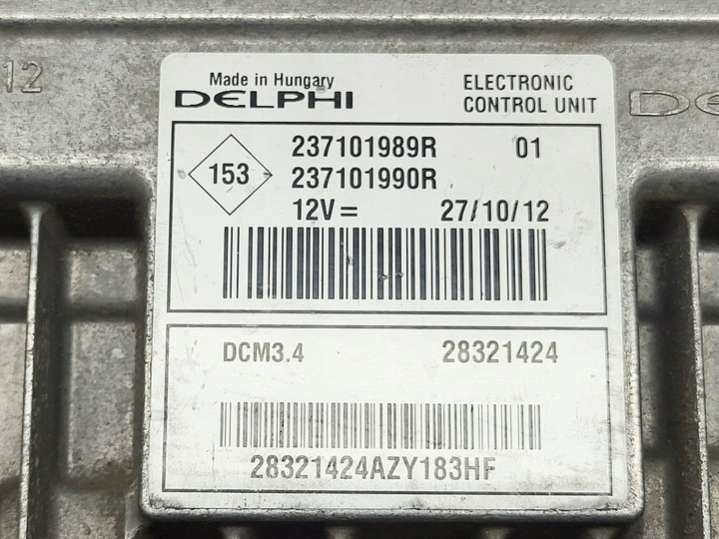 12
Made in Hungary
DELPHI
ELECTRONIC
CONTROL UNIT
153
237101989R 01
237101990R
12V= 27/10/12
DCM3.4 28321424
28321424AZY183HF